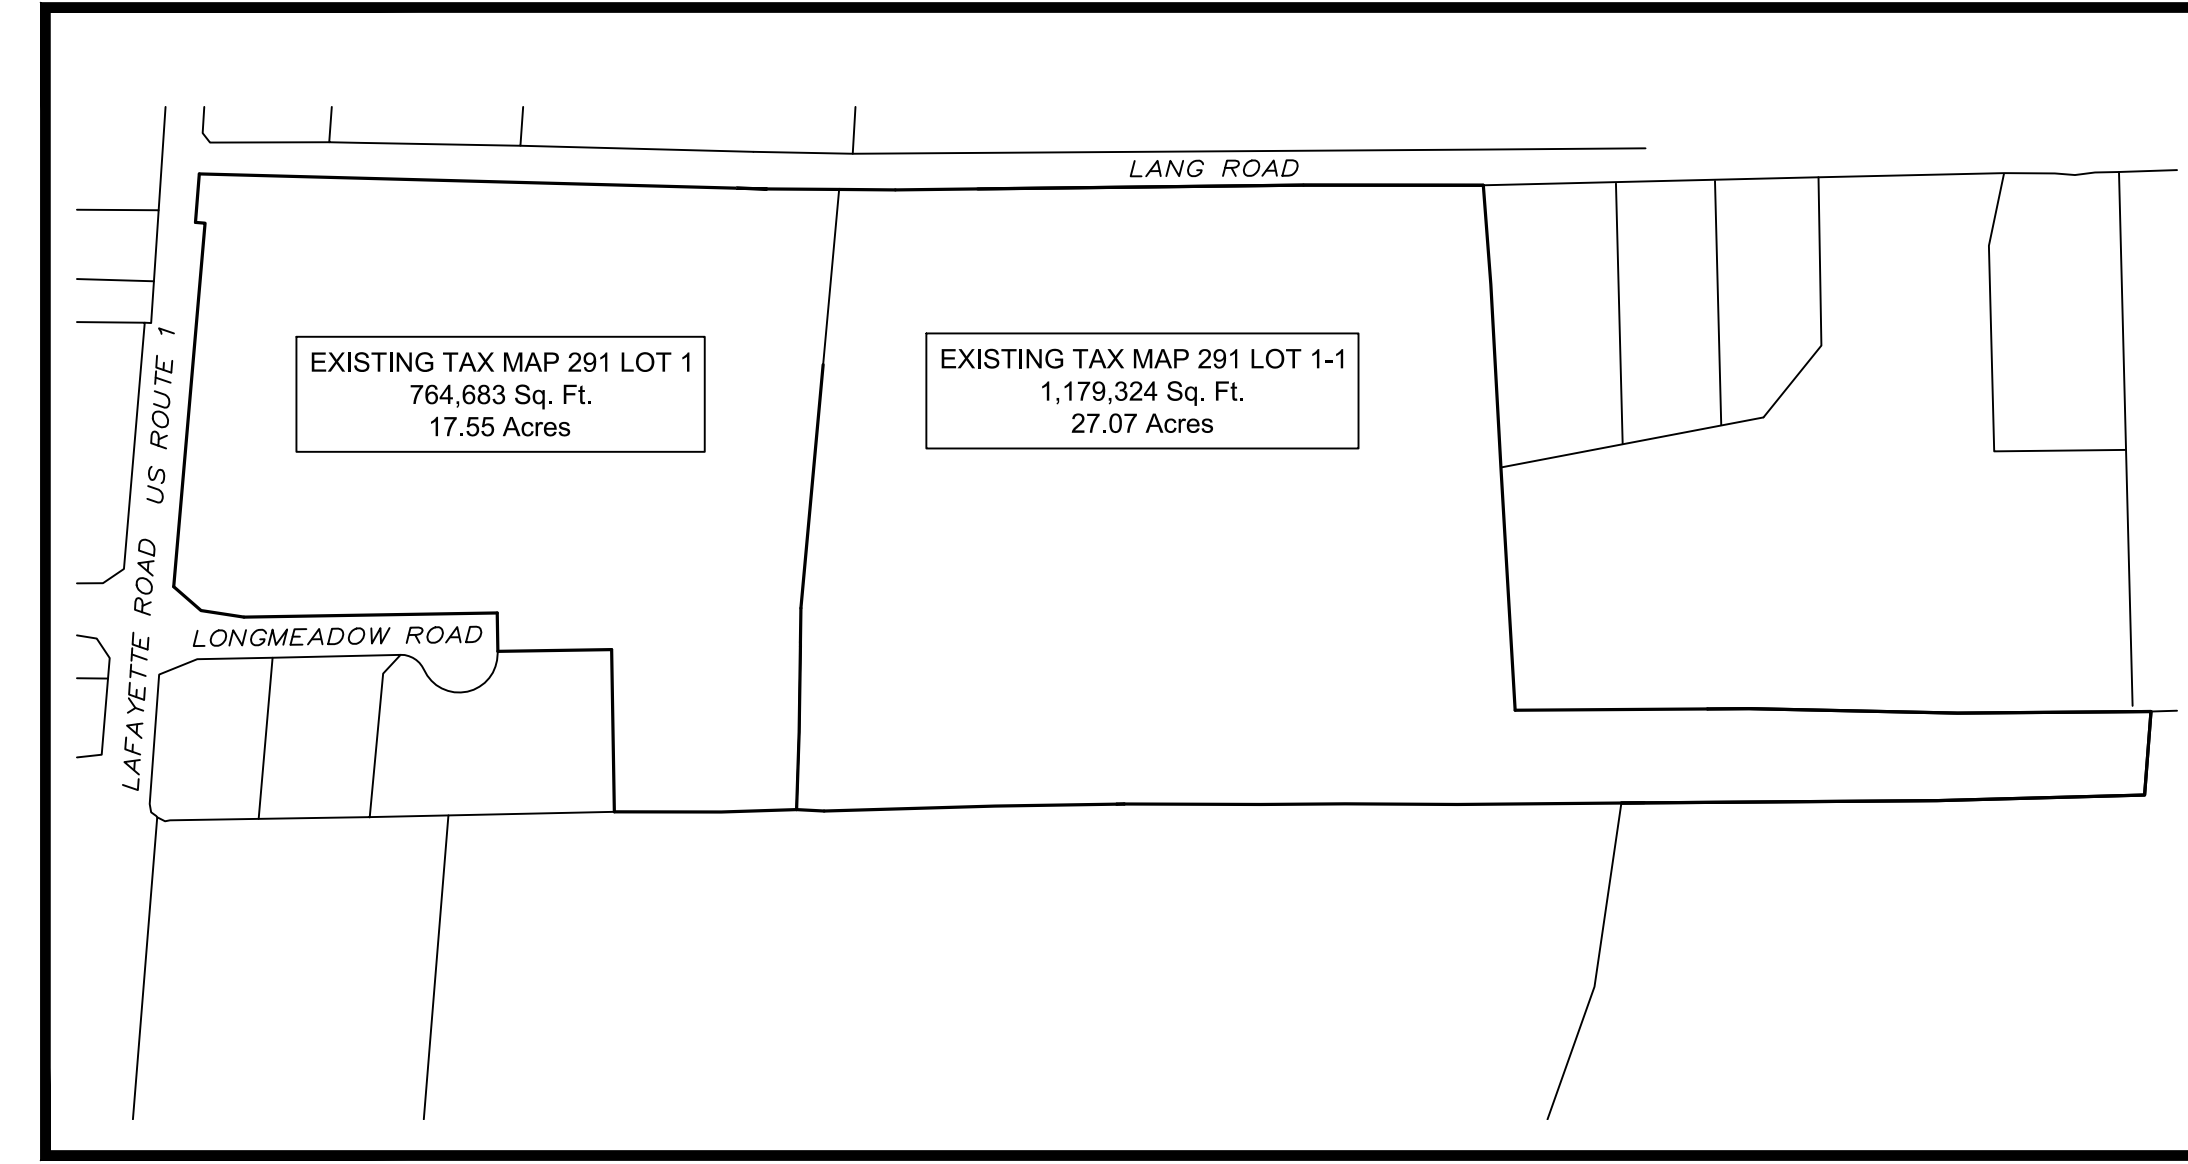 LANG ROAD
EXISTING TAX MAP 291 LOT 1
764,683 Sq. Ft.
17.55 Acres
EXISTING TAX MAP 291 LOT 1-1
1,179,324 Sq. Ft.
27.07 Acres
LAFAYETTE ROAD US ROUTE 1
LONGMEADOW ROAD